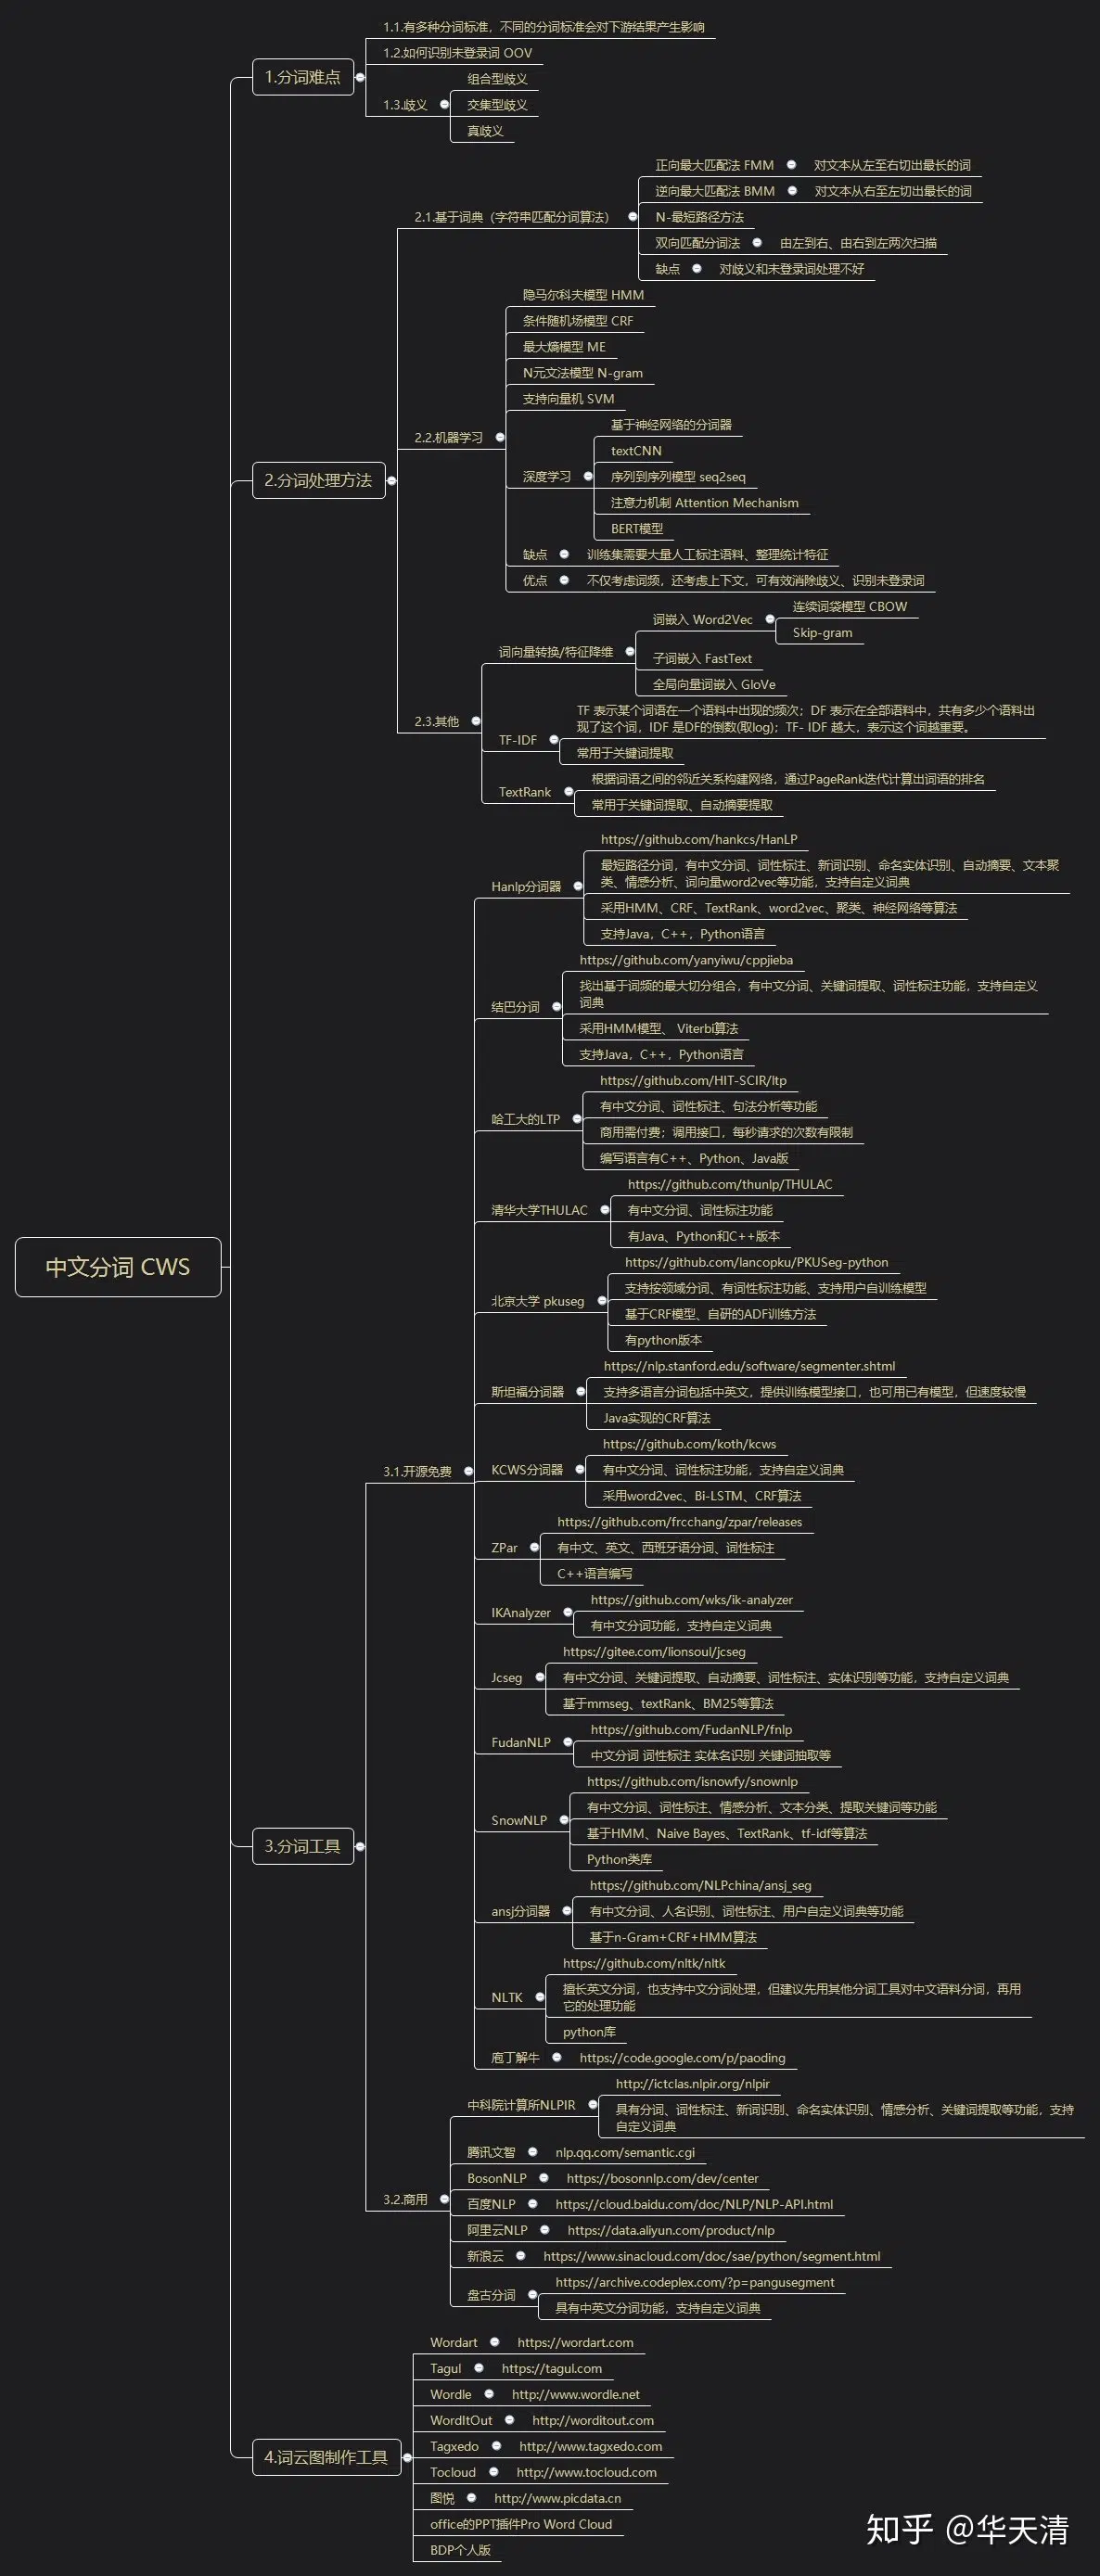 中文分词 CWS
1.分词难点
1.1.有多种分词标准，不同的分词标准会对下游结果产生影响
1.2.如何识别未登录词 OOV
1.3.歧义
组合型歧义
交集型歧义
真歧义
2.分词处理方法
2.1.基于词典（字符串匹配分词算法）
正向最大匹配法 FMM
对文本从左至右切出最长的词
逆向最大匹配法 BMM
对文本从右至左切出最长的词
N-最短路径方法
双向匹配分词法
由左到右、由右到左两次扫描
缺点
对歧义和未登录词处理不好
2.2.机器学习
隐马尔科夫模型 HMM
条件随机场模型 CRF
最大熵模型 ME
N元文法模型 N-gram
支持向量机 SVM
深度学习
基于神经网络的分词器
textCNN
序列到序列模型 seq2seq
注意力机制 Attention Mechanism
BERT模型
缺点
训练集需要大量人工标注语料、整理统计特征
优点
不仅考虑词频，还考虑上下文，可有效消除歧义、识别未登录词
2.3.其他
词向量转换/特征降维
词嵌入 Word2Vec
连续词袋模型 CBOW
Skip-gram
子词嵌入 FastText
全局向量词嵌入 GloVe
TF-IDF
TF 表示某个词语在一个语料中出现的频次；DF 表示在全部语料中，共有多少个语料出
现了这个词，IDF 是DF的倒数(取log)；TF- IDF 越大，表示这个词越重要。
常用于关键词提取
TextRank
根据词语之间的邻近关系构建网络，通过PageRank迭代计算出词语的排名
常用于关键词提取、自动摘要提取
3.分词工具
3.1.开源免费
Hanlp分词器
https://github.com/hankcs/HanLP
最短路径分词，有中文分词、词性标注、新词识别、命名实体识别、自动摘要、文本聚
类、情感分析、词向量word2vec等功能，支持自定义词典
采用HMM、CRF、TextRank、word2vec、聚类、神经网络等算法
支持Java，C++，Python语言
结巴分词
https://github.com/yanyiwu/cppjieba
找出基于词频的最大切分组合，有中文分词、关键词提取、词性标注功能，支持自定义
词典
采用HMM模型、 Viterbi算法
支持Java，C++，Python语言
哈工大的LTP
https://github.com/HIT-SCIR/ltp
有中文分词、词性标注、句法分析等功能
商用需付费；调用接口，每秒请求的次数有限制
编写语言有C++、Python、Java版
清华大学THULAC
https://github.com/thunlp/THULAC
有中文分词、词性标注功能
有Java、Python和C++版本
北京大学 pkuseg
https://github.com/lancopku/PKUSeg-python
支持按领域分词、有词性标注功能、支持用户自训练模型
基于CRF模型、自研的ADF训练方法
有python版本
斯坦福分词器
https://nlp.stanford.edu/software/segmenter.shtml
支持多语言分词包括中英文，提供训练模型接口，也可用已有模型，但速度较慢
Java实现的CRF算法
KCWS分词器
https://github.com/koth/kcws
有中文分词、词性标注功能，支持自定义词典
采用word2vec、Bi-LSTM、CRF算法
ZPar
https://github.com/frcchang/zpar/releases
有中文、英文、西班牙语分词、词性标注
C++语言编写
IKAnalyzer
https://github.com/wks/ik-analyzer
有中文分词功能，支持自定义词典
Jcseg
https://gitee.com/lionsoul/jcseg
有中文分词、关键词提取、自动摘要、词性标注、实体识别等功能，支持自定义词典
基于mmseg、textRank、BM25等算法
FudanNLP
https://github.com/FudanNLP/fnlp
中文分词 词性标注 实体名识别 关键词抽取等
SnowNLP
https://github.com/isnowfy/snownlp
有中文分词、词性标注、情感分析、文本分类、提取关键词等功能
基于HMM、Naive Bayes、TextRank、tf-idf等算法
Python类库
ansj分词器
https://github.com/NLPchina/ansj_seg
有中文分词、人名识别、词性标注、用户自定义词典等功能
基于n-Gram+CRF+HMM算法
NLTK
https://github.com/nltk/nltk
擅长英文分词，也支持中文分词处理，但建议先用其他分词工具对中文语料分词，再用
它的处理功能
python库
庖丁解牛
https://code.google.com/p/paoding
3.2.商用
中科院计算所NLPIR
http://ictclas.nlpir.org/nlpir
具有分词、词性标注、新词识别、命名实体识别、情感分析、关键词提取等功能，支持
自定义词典
腾讯文智
nlp.qq.com/semantic.cgi
BosonNLP
https://bosonnlp.com/dev/center
百度NLP
https://cloud.baidu.com/doc/NLP/NLP-API.html
阿里云NLP
https://data.aliyun.com/product/nlp
新浪云
https://www.sinacloud.com/doc/sae/python/segment.html
盘古分词
https://archive.codeplex.com/?p=pangusegment
具有中英文分词功能，支持自定义词典
4.词云图制作工具
Wordart
https://wordart.com
Tagul
https://tagul.com
Wordle
http://www.wordle.net
WordItOut
http://worditout.com
Tagxedo
http://www.tagxedo.com
Tocloud
http://www.tocloud.com
图悦
http://www.picdata.cn
office的PPT插件Pro Word Cloud
BDP个人版
知乎 @华天清